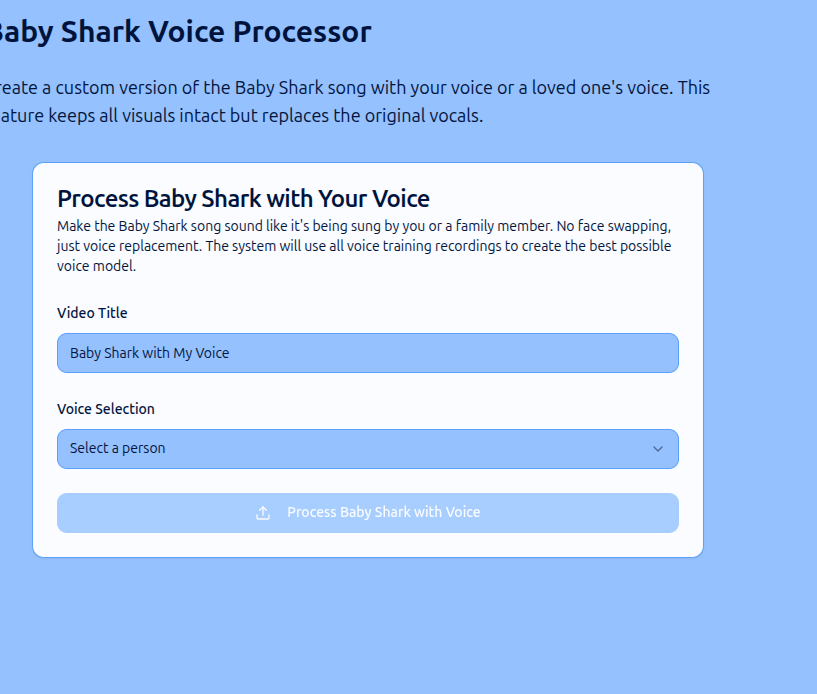 Baby Shark Voice Processor
reate a custom version of the Baby Shark song with your voice or a loved one's voice. This
ature keeps all visuals intact but replaces the original vocals.
Process Baby Shark with Your Voice
Make the Baby Shark song sound like it's being sung by you or a family member. No face swapping,
just voice replacement. The system will use all voice training recordings to create the best possible
voice model.
Video Title
Baby Shark with My Voice
Voice Selection
Select a person
Process Baby Shark with Voice